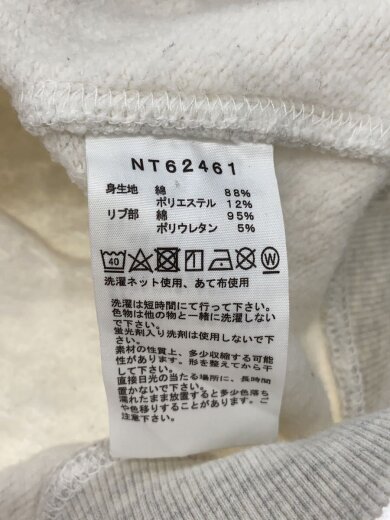 NT62461
身生地 綿 88%
ポリエステル 12%
リブ部 綿 95%
ポリウレタン 5%
40 W
洗濯ネット使用、あて布使用
洗濯は短時間にて行って下さい。
色物は他の物と一緒に洗濯しない
で下さい。
蛍光剤入り洗剤は使用しないで下
さい。
素材の性質上、多少収縮する可能
性があります。形を整えてから干
して下さい。
直接日光の当たる場所に、長時間
置かないで下さい。
濡れたまま放置すると多少色落ち
や色移りすることがあります。ご
注意下さい。